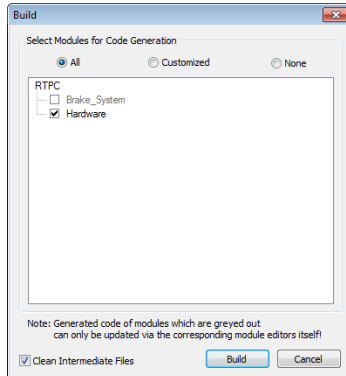 Build
Select Modules for Code Generation
All Customized None
RTPC
Brake_System
Hardware
Note: Generated code of modules which are greyed out
can only be updated via the corresponding module editors itself!
Clean Intermediate Files Build Cancel